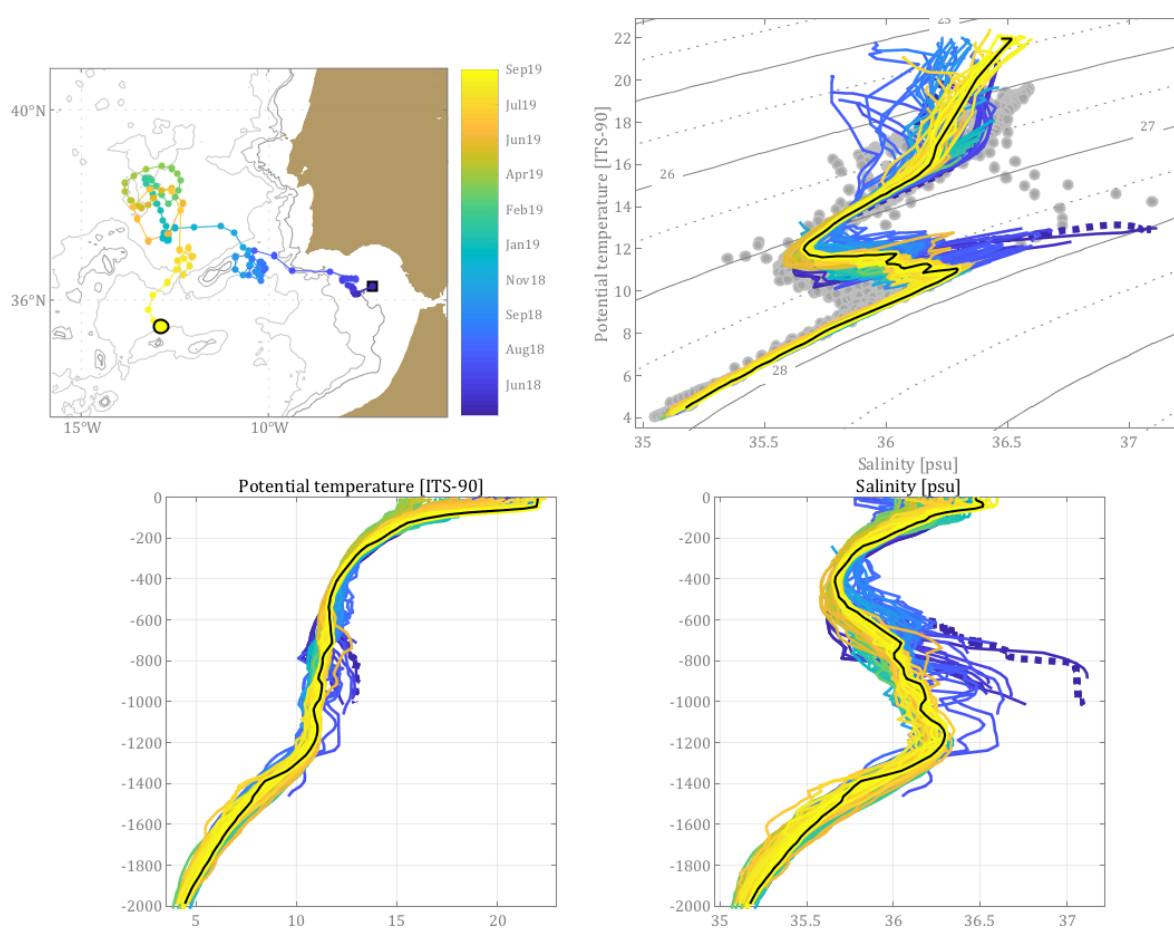 40°N
36°N
15°W
10°W
Sep19
Jul19
Jun19
Apr19
Feb19
Jan19
Nov18
Sep18
Aug18
Jun18
Potential temperature [ITS-90]
22
20
18
16
14
12
10
8
6
4
25
26
27
28
35
35.5
36
36.5
37
Salinity [psu]
Potential temperature [ITS-90]
0
-200
-400
-600
-800
-1000
-1200
-1400
-1600
-1800
-2000
5
10
15
20
Salinity [psu]
0
-200
-400
-600
-800
-1000
-1200
-1400
-1600
-1800
-2000
35
35.5
36
36.5
37